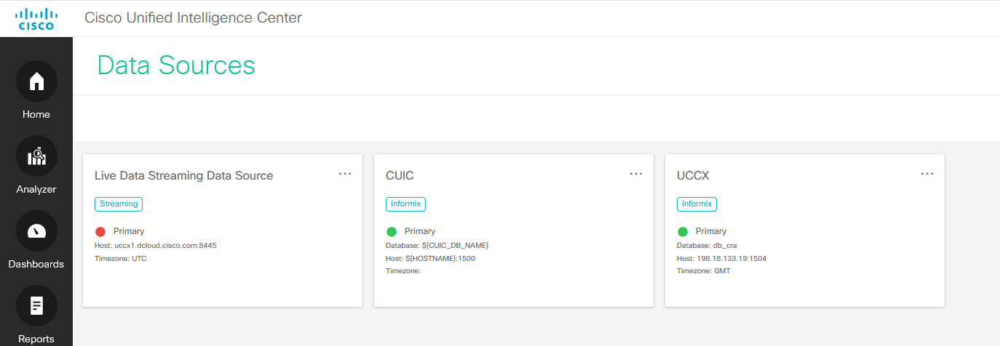 CISCO
Cisco Unified Intelligence Center
Data Sources
Home
Analyzer
Dashboards
Reports
Live Data Streaming Data Source
Streaming
Primary
Host: uccx1.dcloud.cisco.com:8445
Timezone: UTC
CUIC
Informix
Primary
Database: ${CUIC_DB_NAME}
Host: ${HOSTNAME}:1500
Timezone:
UCCX
Informix
Primary
Database: db_cra
Host: 198.18.133.19:1504
Timezone: GMT